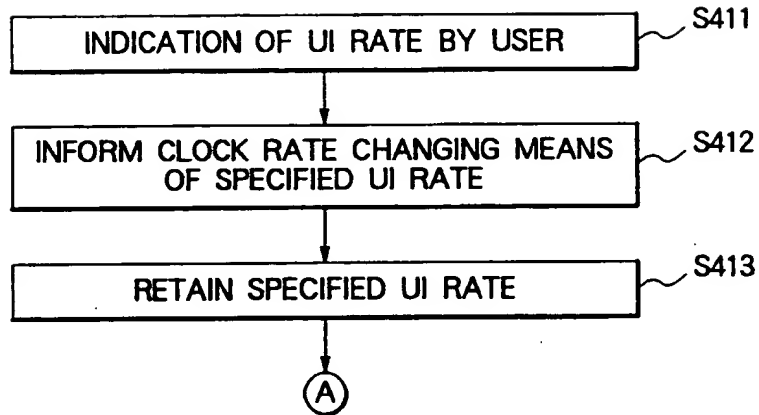 INDICATION OF UI RATE BY USER
S411
INFORM CLOCK RATE CHANGING MEANS
OF SPECIFIED UI RATE
S412
RETAIN SPECIFIED UI RATE
S413
A